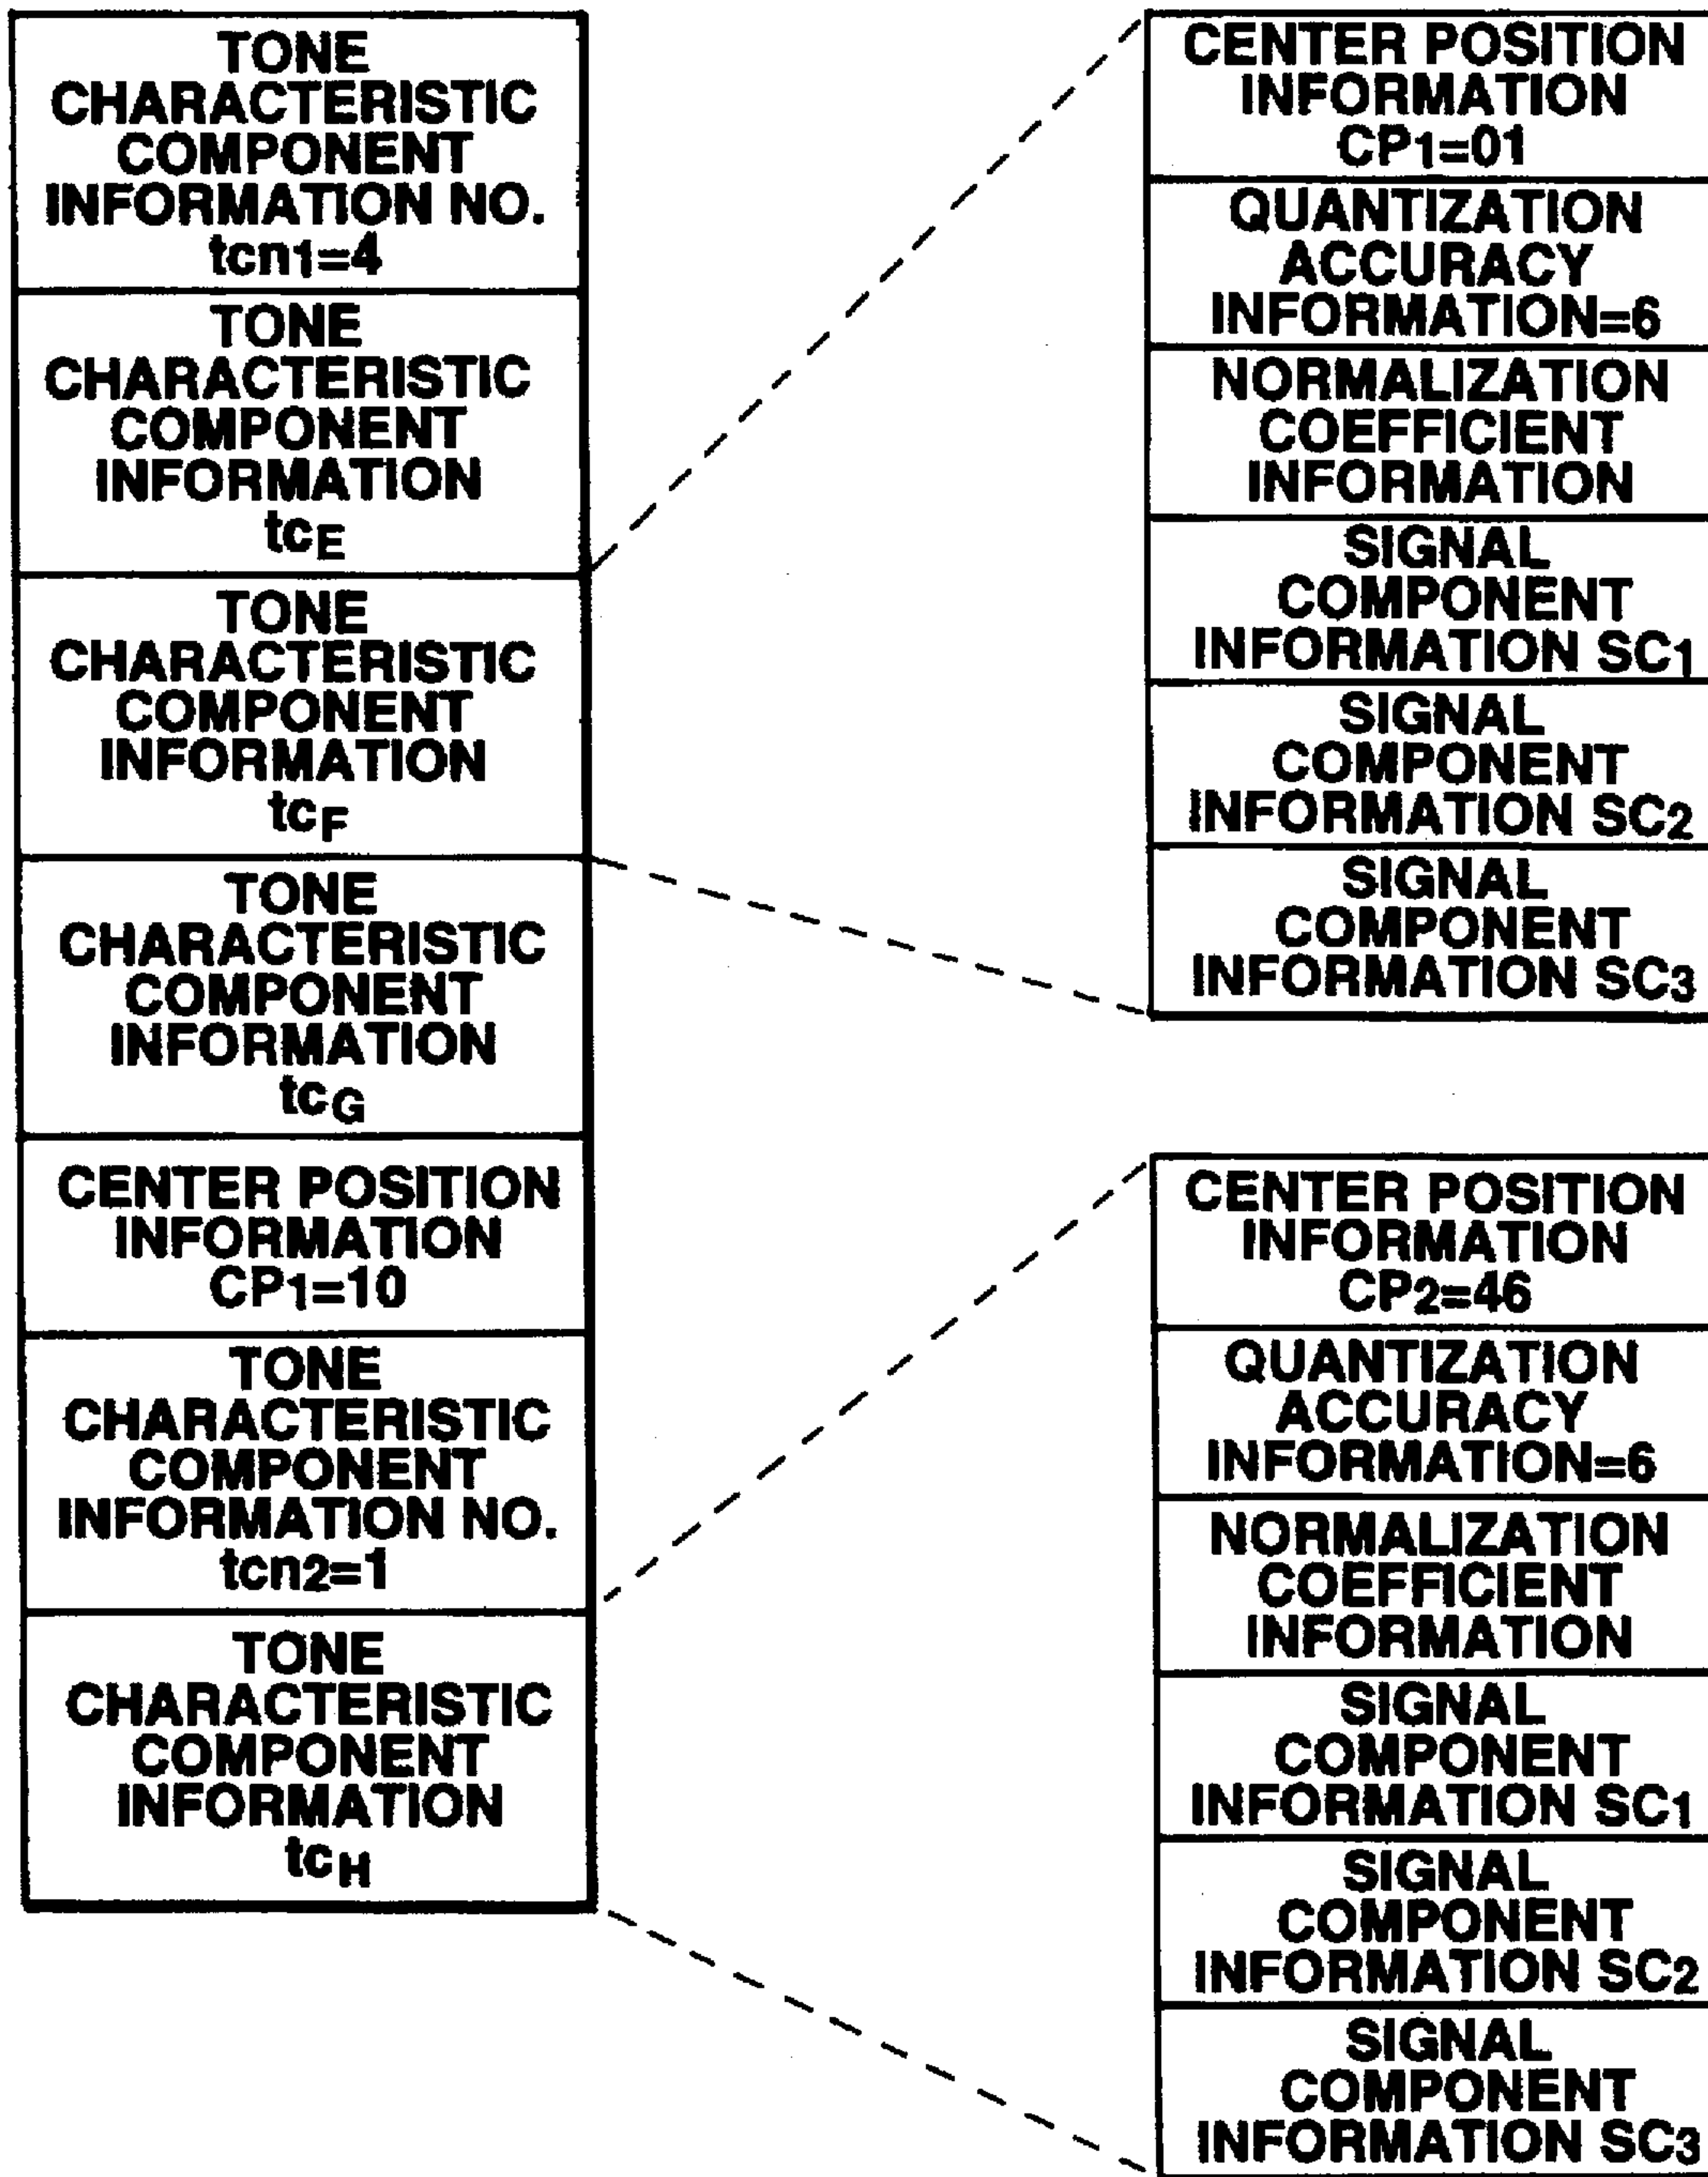 TONE
CHARACTERISTIC
COMPONENT
INFORMATION NO.
tcn1=4
TONE
CHARACTERISTIC
COMPONENT
INFORMATION
tcE
TONE
CHARACTERISTIC
COMPONENT
INFORMATION
tcF
TONE
CHARACTERISTIC
COMPONENT
INFORMATION
tcG
CENTER POSITION
INFORMATION
CP1=10
TONE
CHARACTERISTIC
COMPONENT
INFORMATION NO.
tcn2=1
TONE
CHARACTERISTIC
COMPONENT
INFORMATION
tcH
CENTER POSITION
INFORMATION
CP1=01
QUANTIZATION
ACCURACY
INFORMATION=6
NORMALIZATION
COEFFICIENT
INFORMATION
SIGNAL
COMPONENT
INFORMATION SC1
SIGNAL
COMPONENT
INFORMATION SC2
SIGNAL
COMPONENT
INFORMATION SC3
CENTER POSITION
INFORMATION
CP2=46
QUANTIZATION
ACCURACY
INFORMATION=6
NORMALIZATION
COEFFICIENT
INFORMATION
SIGNAL
COMPONENT
INFORMATION SC1
SIGNAL
COMPONENT
INFORMATION SC2
SIGNAL
COMPONENT
INFORMATION SC3